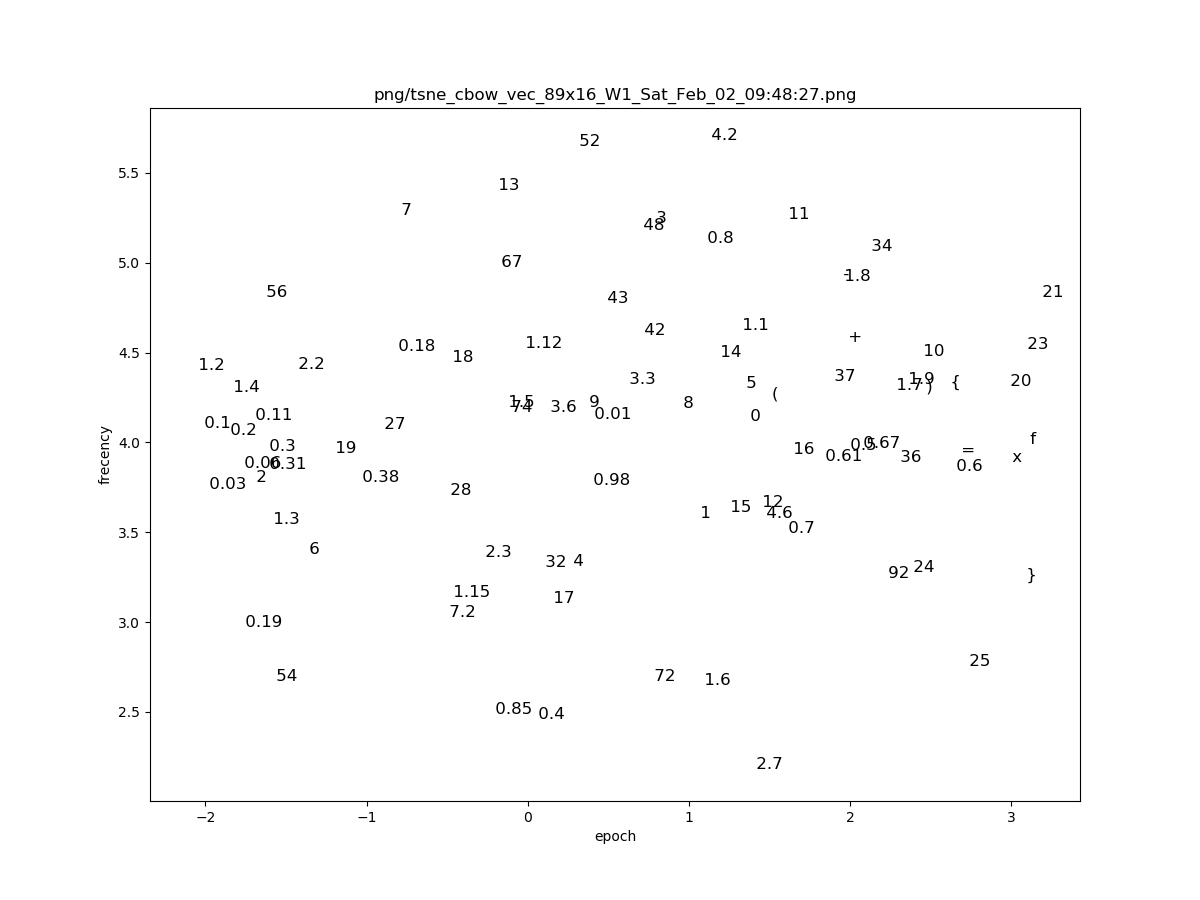 png/tsne_cbow_vec_89x16_W1_Sat_Feb_02_09:48:27.png
52 4.2
5.5
13
7 3 11
48
0.8
34
5.0 67
- 1.8
56 43 21
1.1
42
+
1.12 23
0.18 14 10
4.5 18
1.2 2.2
3.3 37 1.9
1.4 5 1.7 ) { 20
(
1.5 9 8
74 3.6
0.11 0.01 0
0.1 27
0.2
4.0 f
0.3 19 16 0.5 0.67
=
0.61 36 x
0.06 0.31 0.6
2 0.38 0.98
0.03 28
12
15
1.3 1 4.6
3.5 0.7
6 2.3
32 4
24
92 }
1.15 17
7.2
3.0 0.19
25
54 72 1.6
2.5 0.85 0.4
2.7
−2 −1 0 1 2 3
epoch
frecency